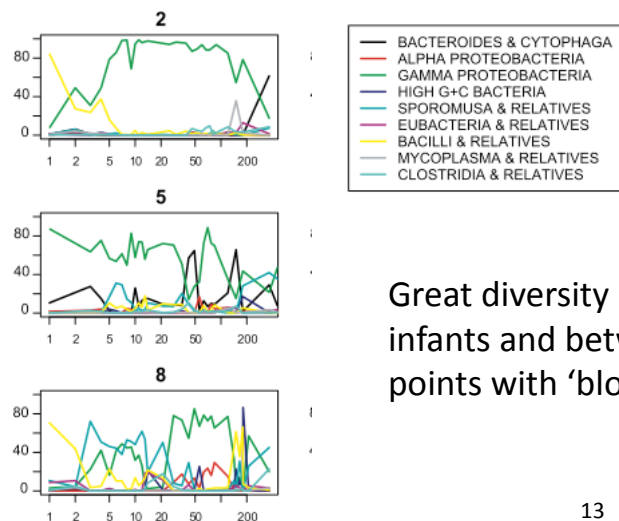 2
80
40
0
1 2 5 10 20 50 200
5
80
40
0
1 2 5 10 20 50 200
8
80
40
0
1 2 5 10 20 50 200
BACTEROIDES & CYTOPHAGA
ALPHA PROTEOBACTERIA
GAMMA PROTEOBACTERIA
HIGH G+C BACTERIA
SPOROMUSA & RELATIVES
EUBACTERIA & RELATIVES
BACILLI & RELATIVES
MYCOPLASMA & RELATIVES
CLOSTRIDIA & RELATIVES
Great diversity
infants and betw
points with ‘blo
13